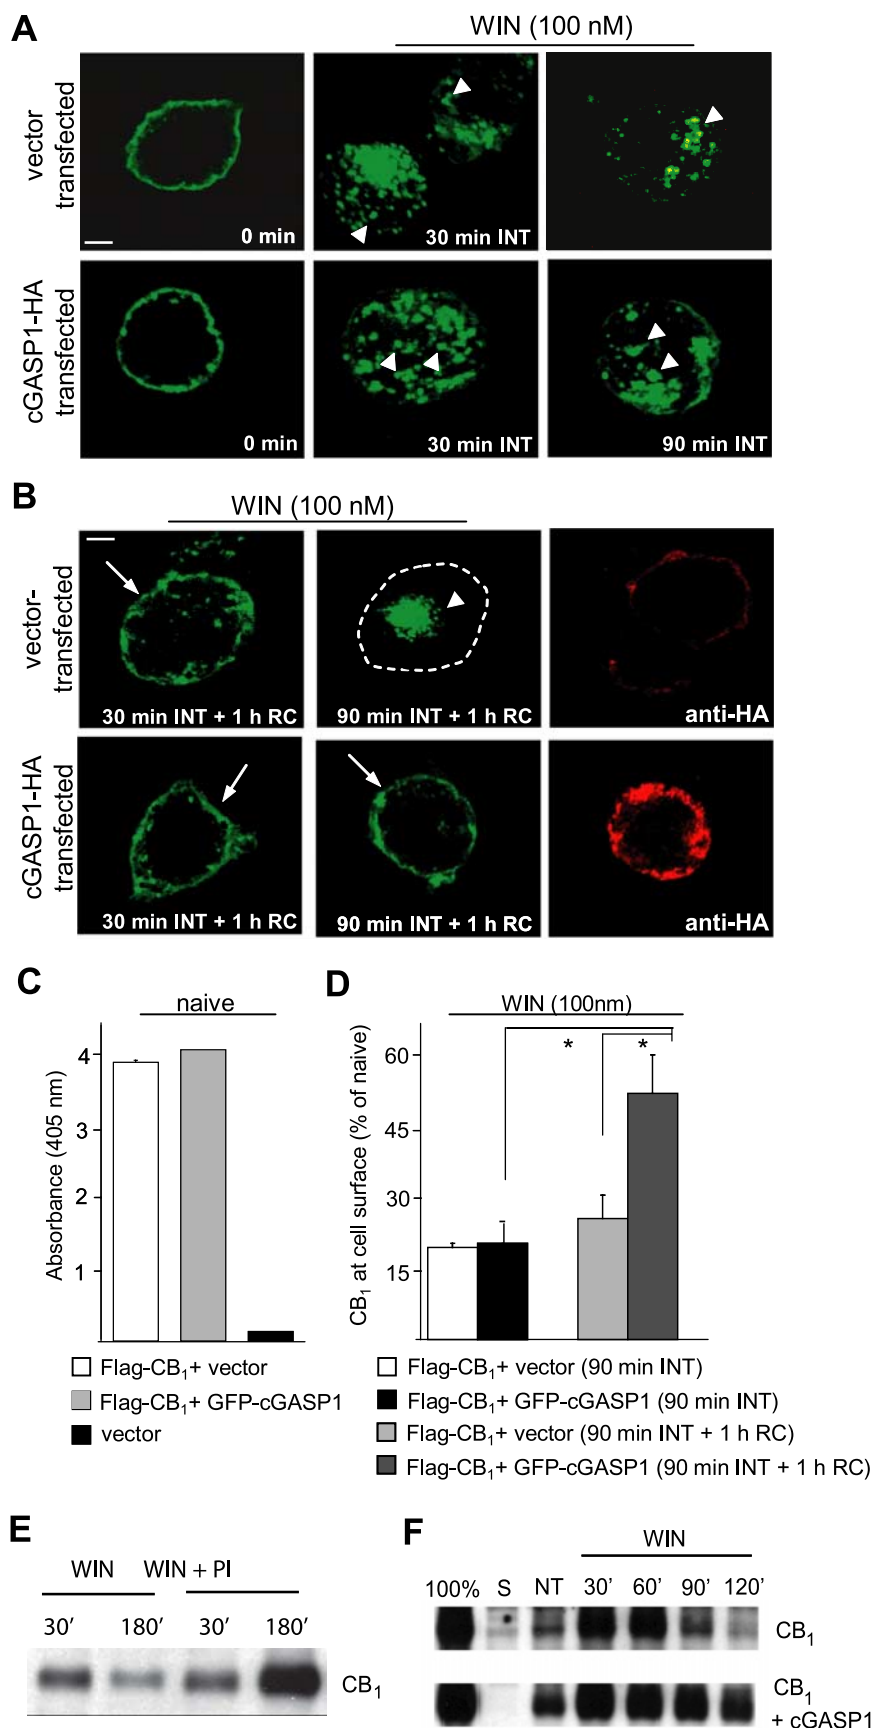 A
WIN (100 nM)
vector
transfected
0 min
30 min INT
cGASP1-HA
transfected
0 min
30 min INT
90 min INT
B
WIN (100 nM)
vector-
transfected
30 min INT + 1 h RC
90 min INT + 1 h RC
anti-HA
cGASP1-HA
transfected
30 min INT + 1 h RC
90 min INT + 1 h RC
anti-HA
C
naive
Absorbance (405 nm)
4
3
2
1
Flag-CB₁+ vector
Flag-CB₁+ GFP-cGASP1
vector
D
WIN (100nm)
CB₁ at cell surface (% of naive)
60
45
30
15
*
*
Flag-CB₁+ vector (90 min INT)
Flag-CB₁+ GFP-cGASP1 (90 min INT)
Flag-CB₁+ vector (90 min INT + 1 h RC)
Flag-CB₁+ GFP-cGASP1 (90 min INT + 1 h RC)
E
WIN WIN + PI
30′ 180′ 30′ 180′
CB₁
F
WIN
100% S NT 30′ 60′ 90′ 120′
CB₁
CB₁
+ cGASP1